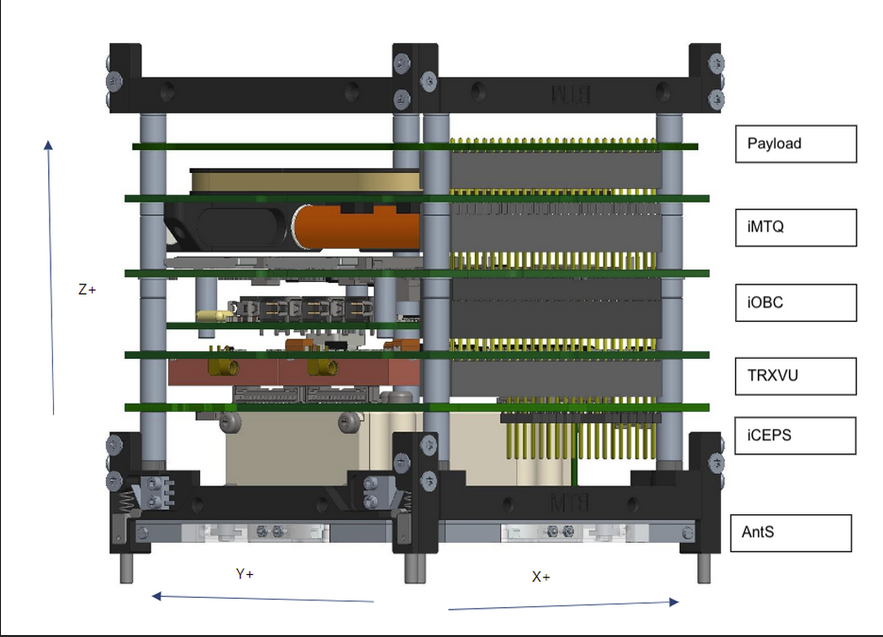 Payload
iMTQ
Z+
iOBC
TRXVU
iCEPS
AntS
Y+
X+